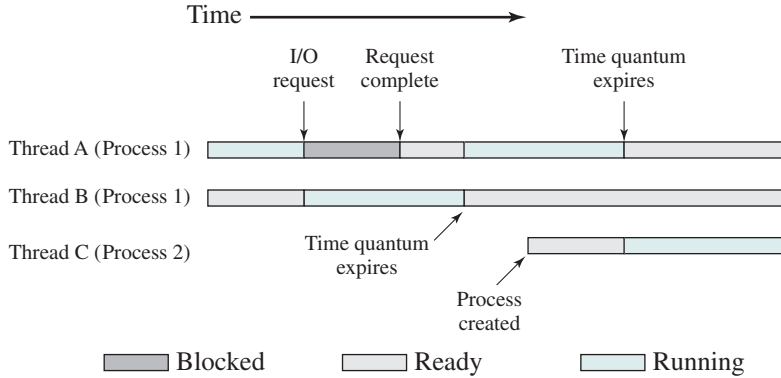 Time
I/O
request
Request
complete
Time quantum
expires
Thread A (Process 1)
Thread B (Process 1)
Thread C (Process 2)
Time quantum
expires
Process
created
Blocked
Ready
Running